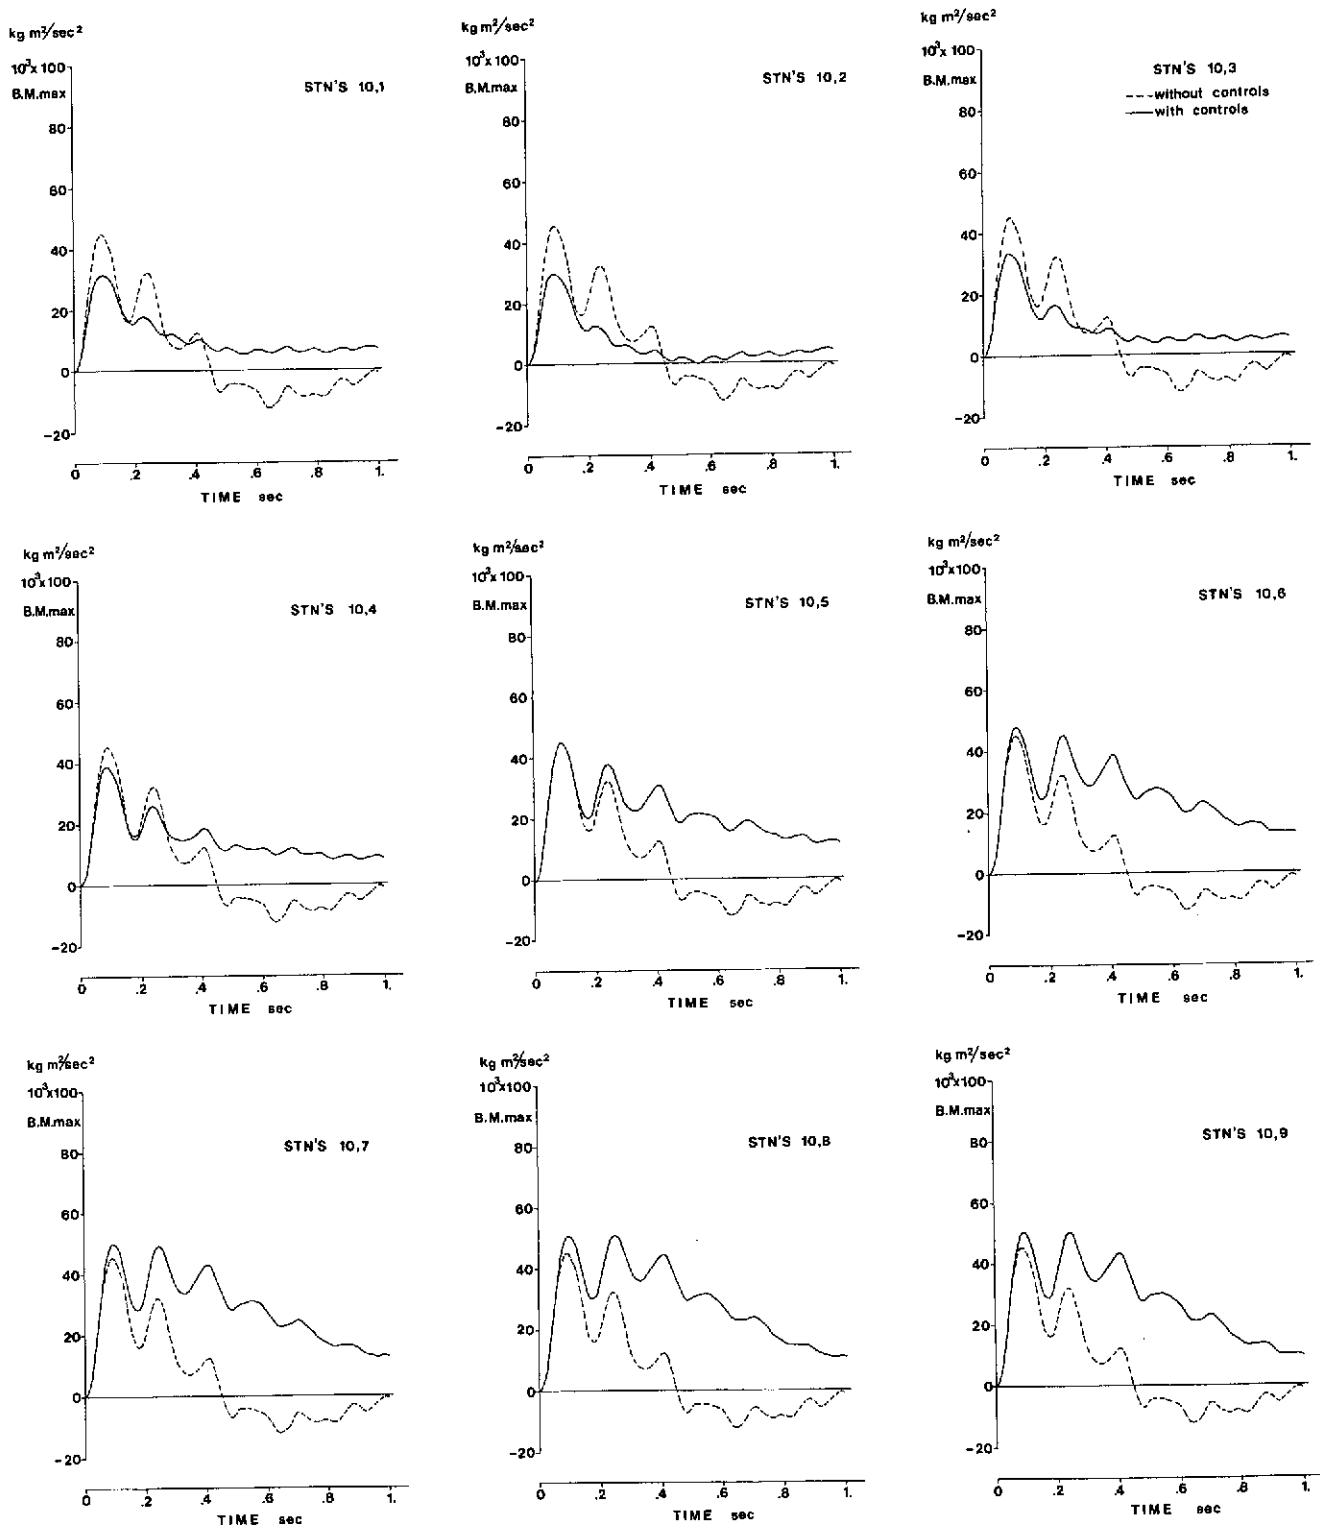 kg m²/sec²
10³x 100
B.M.max
STN'S 10,1
80
60
40
20
0
-20
0 .2 .4 .6 .8 1.
TIME sec
kg m²/sec²
10³x 100
B.M.max
STN'S 10,2
80
60
40
20
0
-20
0 .2 .4 .6 .8 1.
TIME sec
kg m²/sec²
10³x 100
B.M.max
STN'S 10,3
---without controls
—with controls
80
60
40
20
0
-20
0 .2 .4 .6 .8 1.
TIME sec
kg m²/sec²
10³x 100
B.M.max
STN'S 10,4
80
60
40
20
0
-20
0 .2 .4 .6 .8 1.
TIME sec
kg m²/sec²
10³x 100
B.M.max
STN'S 10,5
80
60
40
20
0
-20
0 .2 .4 .6 .8 1.
TIME sec
kg m²/sec²
10³x100
B.M.max
STN'S 10,6
80
60
40
20
0
-20
0 .2 .4 .6 .8 1.
TIME sec
kg m²/sec²
10³x100
B.M.max
STN'S 10,7
80
60
40
20
0
-20
0 .2 .4 .6 .8 1.
TIME sec
kg m²/sec²
10³x100
B.M.max
STN'S 10,8
80
60
40
20
0
-20
0 .2 .4 .6 .8 1.
TIME sec
kg m²/sec²
10³x100
B.M.max
STN'S 10,9
80
60
40
20
0
-20
0 .2 .4 .6 .8 1.
TIME sec